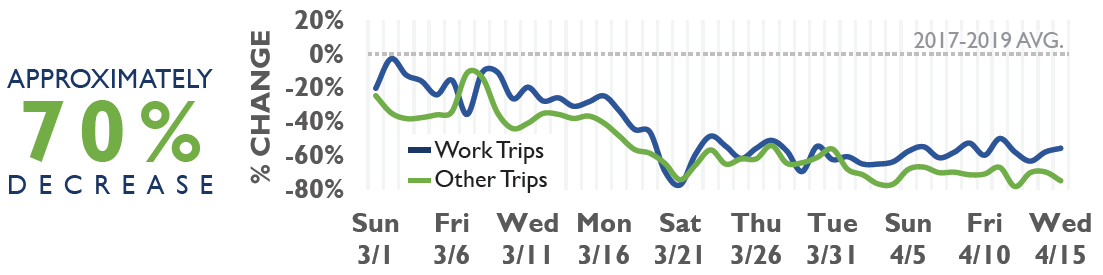 APPROXIMATELY
70%
DECREASE
% CHANGE
20%
0%
-20%
-40%
-60%
-80%
2017-2019 AVG.
Work Trips
Other Trips
Sun Fri Wed Mon Sat Thu Tue Sun Fri Wed
3/1 3/6 3/11 3/16 3/21 3/26 3/31 4/5 4/10 4/15